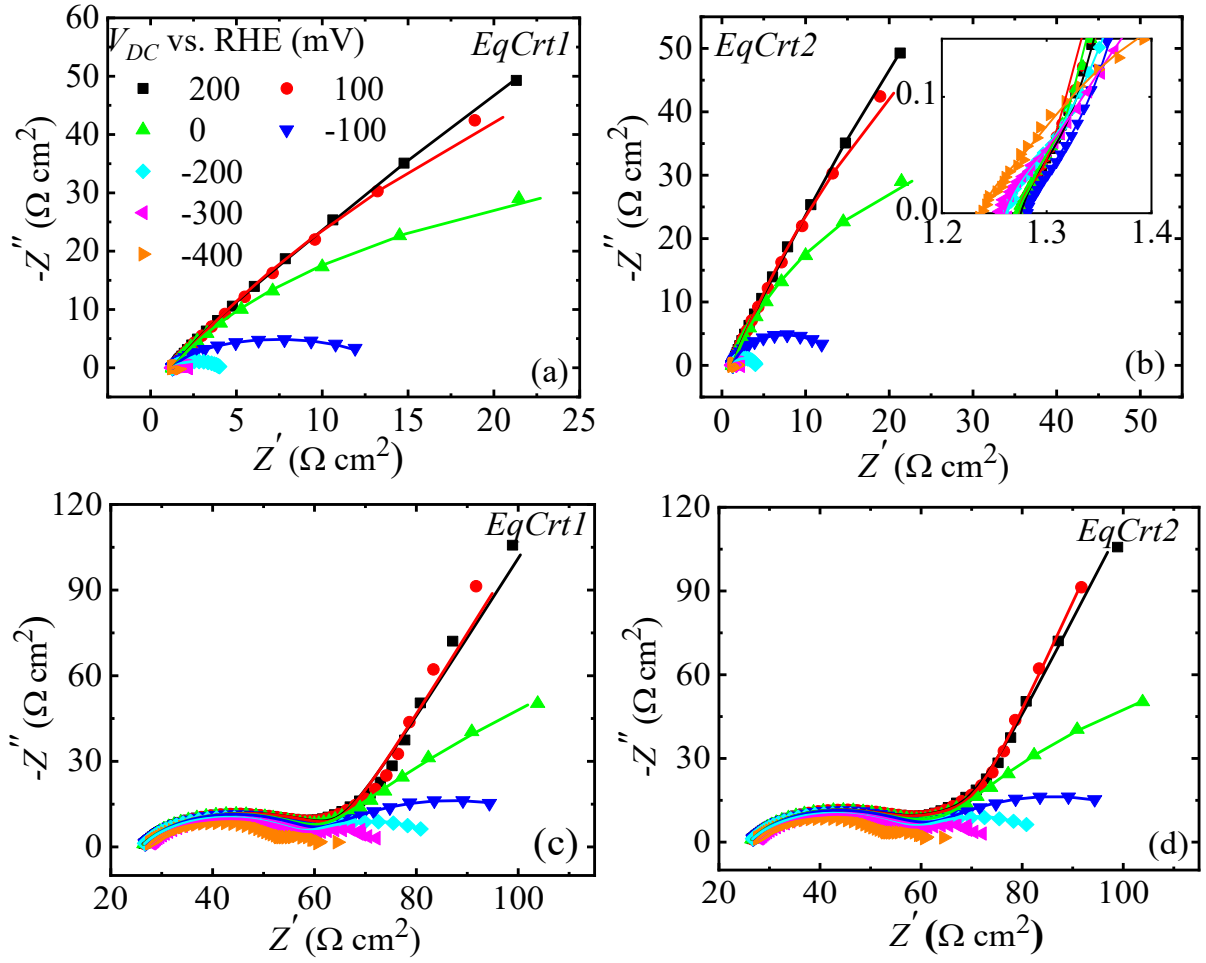 V_DC vs. RHE (mV) EqCrt1
200 100
0 -100
-200
-300
-400
60
50
40
30
20
10
0
-Z'' (Ω cm²)
(a)
0 5 10 15 20 25
Z' (Ω cm²)
EqCrt2
50
40
30
20
10
0
-Z'' (Ω cm²)
0.1
0.0
1.2 1.3 1.4
(b)
0 10 20 30 40 50
Z' (Ω cm²)
EqCrt1
120
90
60
30
0
-Z'' (Ω cm²)
(c)
20 40 60 80 100
Z' (Ω cm²)
EqCrt2
120
90
60
30
0
-Z'' (Ω cm²)
(d)
20 40 60 80 100
Z' (Ω cm²)